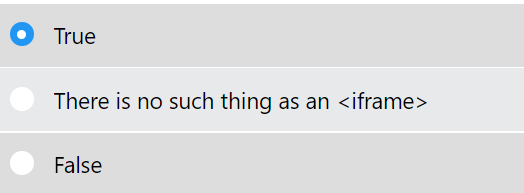 True
There is no such thing as an <iframe>
False